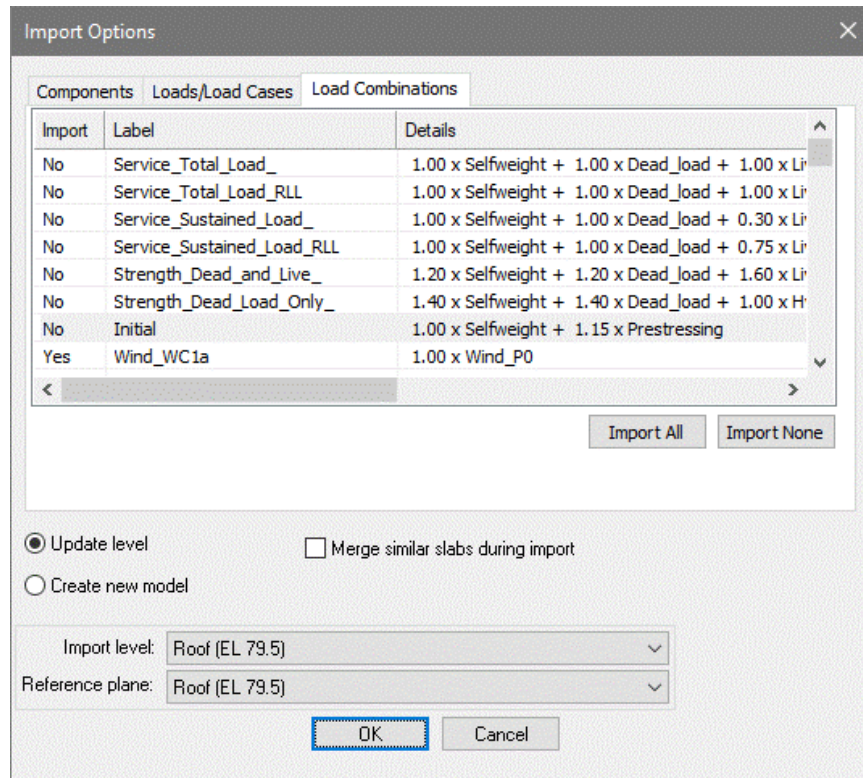 Import Options
Components Loads/Load Cases Load Combinations
Import Label Details
No Service_Total_Load_ 1.00 x Selfweight + 1.00 x Dead_load + 1.00 x Li
No Service_Total_Load_RLL 1.00 x Selfweight + 1.00 x Dead_load + 1.00 x Li
No Service_Sustained_Load_ 1.00 x Selfweight + 1.00 x Dead_load + 0.30 x Li
No Service_Sustained_Load_RLL 1.00 x Selfweight + 1.00 x Dead_load + 0.75 x Li
No Strength_Dead_and_Live_ 1.20 x Selfweight + 1.20 x Dead_load + 1.60 x Li
No Strength_Dead_Load_Only_ 1.40 x Selfweight + 1.40 x Dead_load + 1.00 x H
No Initial 1.00 x Selfweight + 1.15 x Prestressing
Yes Wind_WC1a 1.00 x Wind_P0
Import All Import None
Update level Merge similar slabs during import
Create new model
Import level: Roof (EL 79.5)
Reference plane: Roof (EL 79.5)
OK Cancel